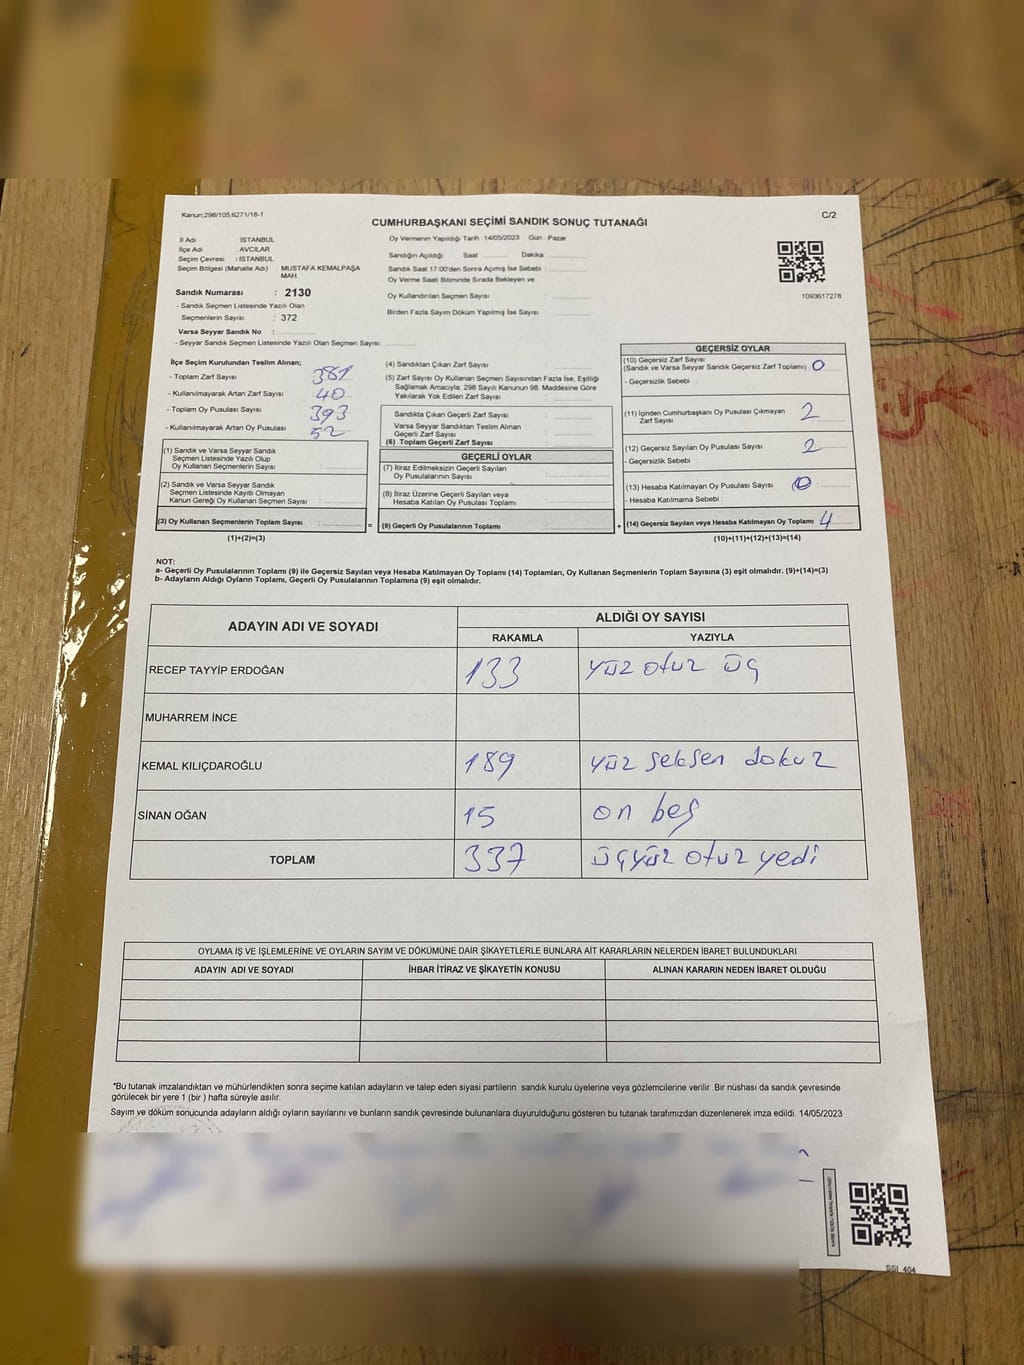 Kanun;298/105,6271/18-1
C/2
CUMHURBAŞKANI SEÇİMİ SANDIK SONUÇ TUTANAĞI
İl Adı : İSTANBUL
İlçe Adı : AVCILAR
Seçim Çevresi : İSTANBUL
Seçim Bölgesi (Mahalle Adı) MUSTAFA KEMALPAŞA MAH.
Sandık Numarası : 2130
- Sandık Seçmen Listesinde Yazılı Olan
Seçmenlerin Sayısı : 372
Varsa Seyyar Sandık No :
- Seyyar Sandık Seçmen Listesinde Yazılı Olan Seçmen Sayısı:
Oy Vermenin Yapıldığı Tarih :14/05/2023 Gün : Pazar
Sandığın Açıldığı Saat Dakika
Sandık Saat 17:00'den Sonra Açılmış İse Sebebi :
Oy Verme Saati Bitiminde Sırada Bekleyen ve
Oy Kullandırılan Seçmen Sayısı :
Birden Fazla Sayım Döküm Yapılmış İse Sayısı :
1093617278
İlçe Seçim Kurulundan Teslim Alınan;
- Toplam Zarf Sayısı : 381
- Kullanılmayarak Artan Zarf Sayısı : 40
- Toplam Oy Pusulası Sayısı : 393
- Kullanılmayarak Artan Oy Pusulası : 52
(1) Sandık ve Varsa Seyyar Sandık
Seçmen Listesinde Yazılı Olup
Oy Kullanan Seçmenlerin Sayısı :
(2) Sandık ve Varsa Seyyar Sandık
Seçmen Listesinde Kayıtlı Olmayan
Kanun Gereği Oy Kullanan Seçmen Sayısı :
(3) Oy Kullanan Seçmenlerin Toplam Sayısı : =
(1)+(2)=(3)
(4) Sandıktan Çıkan Zarf Sayısı :
(5) Zarf Sayısı Oy Kullanan Seçmen Sayısından Fazla İse, Eşitliği
Sağlamak Amacıyla; 298 Sayılı Kanunun 98. Maddesine Göre
Yakılarak Yok Edilen Zarf Sayısı :
Sandıkta Çıkan Geçerli Zarf Sayısı :
Varsa Seyyar Sandıktan Teslim Alınan
Geçerli Zarf Sayısı :
(6) Toplam Geçerli Zarf Sayısı :
GEÇERLİ OYLAR
(7) İtiraz Edilmeksizin Geçerli Sayılan
Oy Pusulalarının Sayısı :
(8) İtiraz Üzerine Geçerli Sayılan veya
Hesaba Katılan Oy Pusulası Toplamı :
(9) Geçerli Oy Pusulalarının Toplamı : +
GEÇERSİZ OYLAR
(10) Geçersiz Zarf Sayısı
(Sandık ve Varsa Seyyar Sandık Geçersiz Zarf Toplamı) : 0
- Geçersizlik Sebebi :
(11) İçinden Cumhurbaşkanı Oy Pusulası Çıkmayan
Zarf Sayısı : 2
(12) Geçersiz Sayılan Oy Pusulası Sayısı : 2
- Geçersizlik Sebebi :
(13) Hesaba Katılmayan Oy Pusulası Sayısı : 0
- Hesaba Katılmama Sebebi :
(14) Geçersiz Sayılan veya Hesaba Katılmayan Oy Toplamı : 4
(10)+(11)+(12)+(13)=(14)
NOT:
a- Geçerli Oy Pusulalarının Toplamı (9) ile Geçersiz Sayılan veya Hesaba Katılmayan Oy Toplamı (14) Toplamları, Oy Kullanan Seçmenlerin Toplam Sayısına (3) eşit olmalıdır. (9)+(14)=(3)
b- Adayların Aldığı Oyların Toplamı, Geçerli Oy Pusulalarının Toplamına (9) eşit olmalıdır.
ADAYIN ADI VE SOYADI ALDIĞI OY SAYISI
RAKAMLA YAZIYLA
RECEP TAYYİP ERDOĞAN 133 yüz otuz üç
MUHARREM İNCE
KEMAL KILIÇDAROĞLU 189 yüz seksen dokuz
SİNAN OĞAN 15 on beş
TOPLAM 337 üçyüz otuz yedi
OYLAMA İŞ VE İŞLEMLERİNE VE OYLARIN SAYIM VE DÖKÜMÜNE DAİR ŞİKAYETLERLE BUNLARA AİT KARARLARIN NELERDEN İBARET BULUNDUKLARI
ADAYIN ADI VE SOYADI İHBAR İTİRAZ VE ŞİKAYETİN KONUSU ALINAN KARARIN NEDEN İBARET OLDUĞU
*Bu tutanak imzalandıktan ve mühürlendikten sonra seçime katılan adayların ve talep eden siyasi partilerin sandık kurulu üyelerine veya gözlemcilerine verilir .Bir nüshası da sandık çevresinde
görülecek bir yere 1 (bir ) hafta süreyle asılır.
Sayım ve döküm sonucunda adayların aldığı oyların sayılarını ve bunların sandık çevresinde bulunanlara duyurulduğunu gösteren bu tutanak tarafımızdan düzenlenerek imza edildi. 14/05/2023
KARE KODU KARALAMAYINIZ!